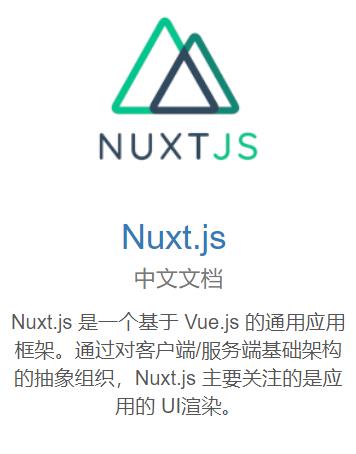 NUXTJS
Nuxt.js
中文文档
Nuxt.js 是一个基于 Vue.js 的通用应用
框架。通过对客户端/服务端基础架构
的抽象组织，Nuxt.js 主要关注的是应
用的 UI渲染。